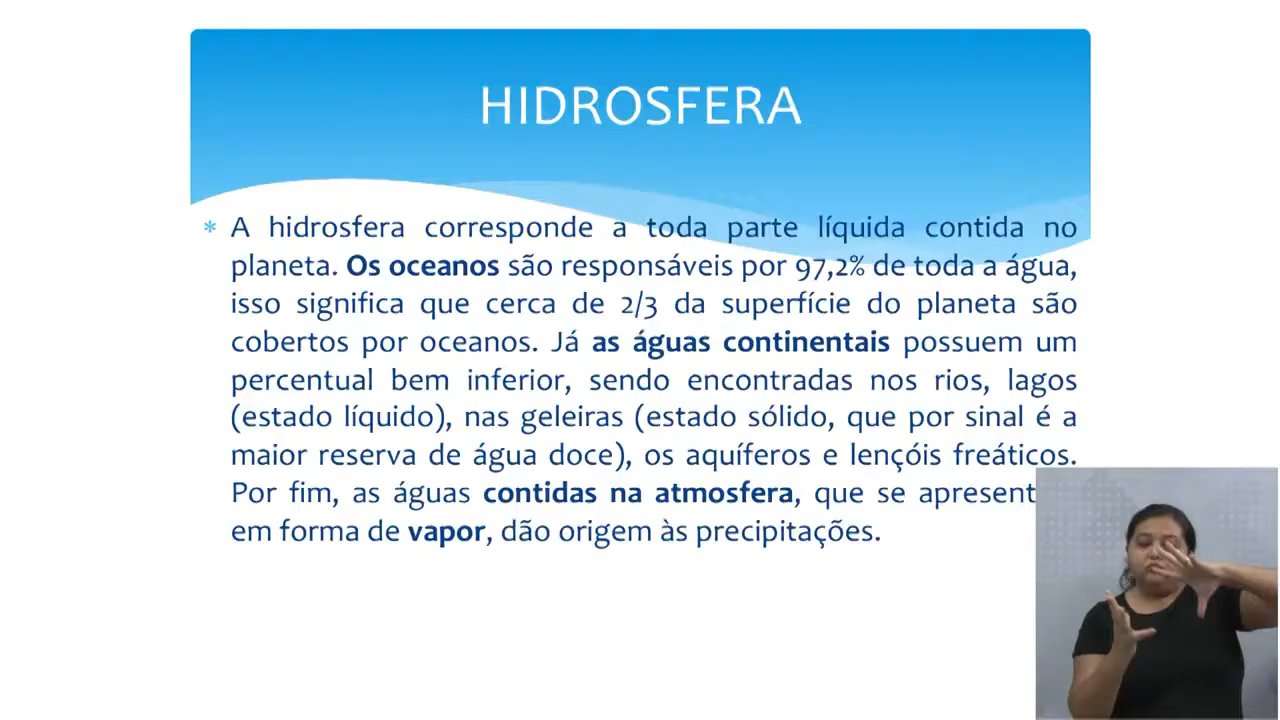 HIDROSFERA
* A hidrosfera corresponde a toda parte líquida contida no
planeta. Os oceanos são responsáveis por 97,2% de toda a água,
isso significa que cerca de 2/3 da superfície do planeta são
cobertos por oceanos. Já as águas continentais possuem um
percentual bem inferior, sendo encontradas nos rios, lagos
(estado líquido), nas geleiras (estado sólido, que por sinal é a
maior reserva de água doce), os aquíferos e lençóis freáticos.
Por fim, as águas contidas na atmosfera, que se apresent
em forma de vapor, dão origem às precipitações.